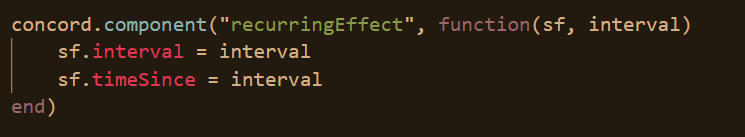 concord.component("recurringEffect", function(sf, interval)
    sf.interval = interval
    sf.timeSince = interval
end)